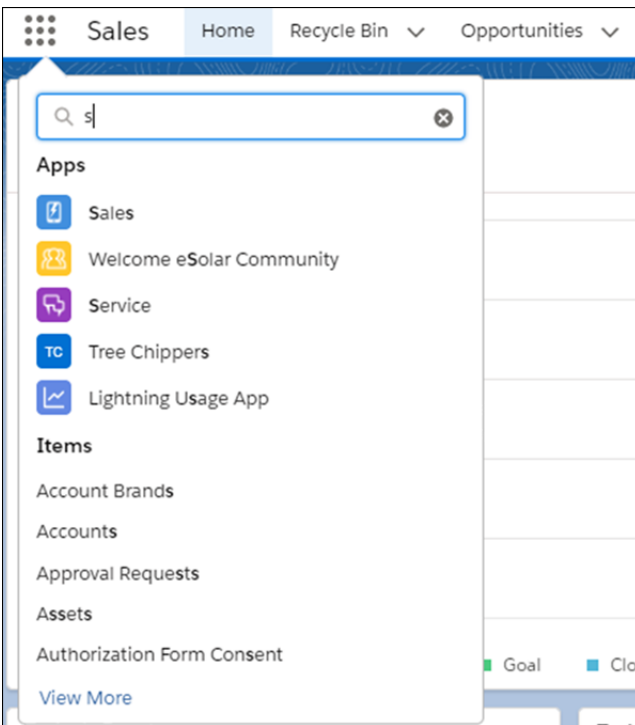 Sales Home Recycle Bin Opportunities
s
Apps
Sales
Welcome eSolar Community
Service
TC Tree Chippers
Lightning Usage App
Items
Account Brands
Accounts
Approval Requests
Assets
Authorization Form Consent
Goal
View More